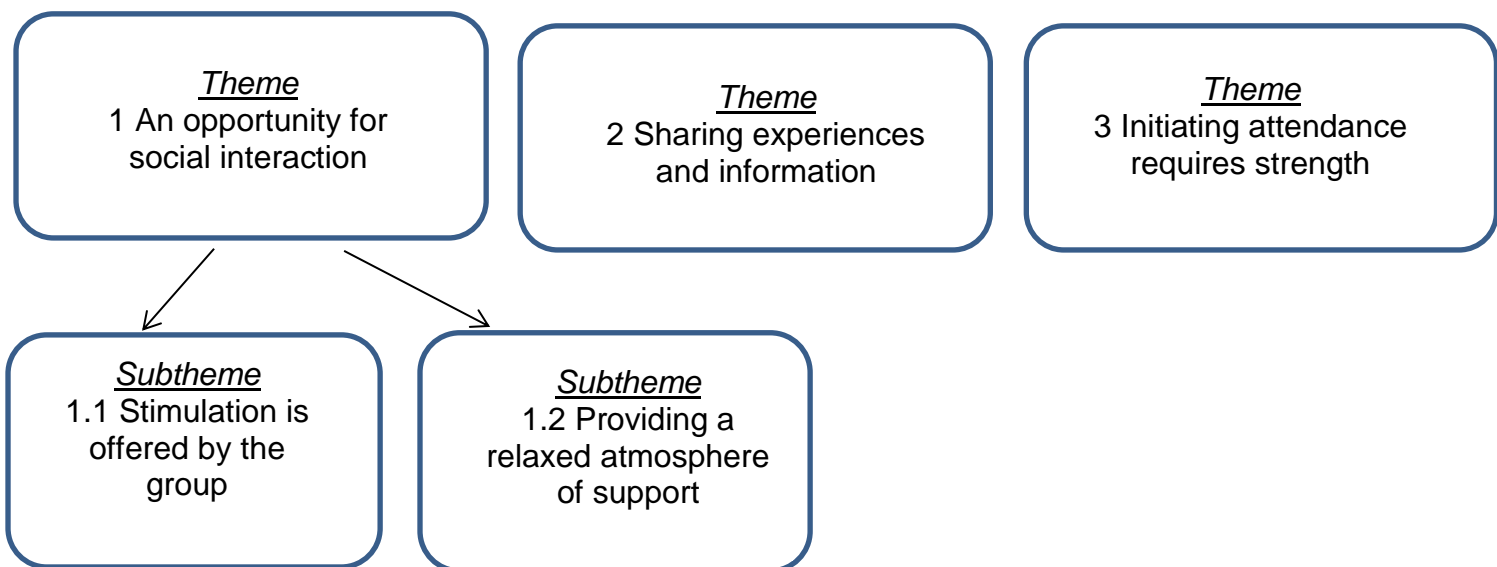 Theme
1 An opportunity for
social interaction
Theme
2 Sharing experiences
and information
Theme
3 Initiating attendance
requires strength
Subtheme
1.1 Stimulation is
offered by the
group
Subtheme
1.2 Providing a
relaxed atmosphere
of support